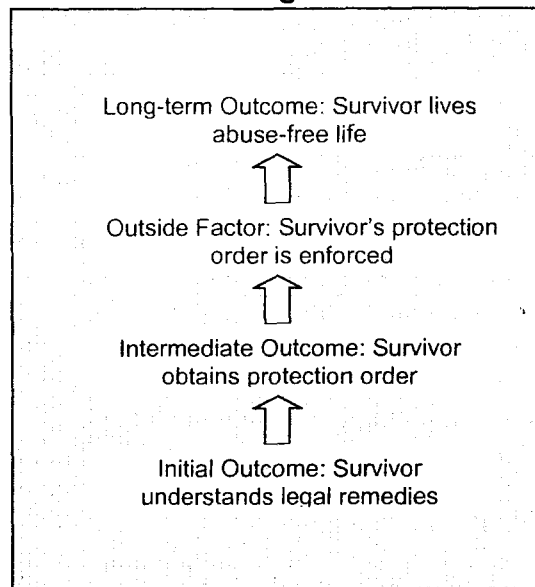 Long-term Outcome: Survivor lives
abuse-free life
Outside Factor: Survivor's protection
order is enforced
Intermediate Outcome: Survivor
obtains protection order
Initial Outcome: Survivor
understands legal remedies